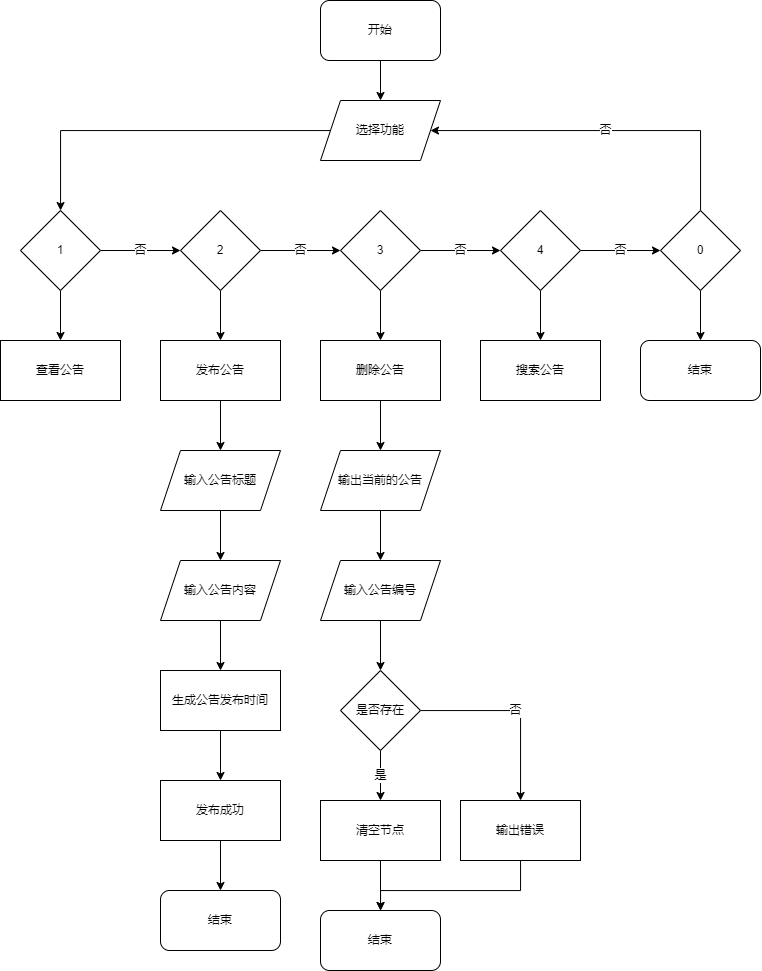 开始
选择功能
否
1
否
2
否
3
否
4
否
0
查看公告
发布公告
删除公告
搜索公告
结束
输入公告标题
输出当前的公告
输入公告内容
输入公告编号
生成公告发布时间
是否存在
否
是
发布成功
清空节点
输出错误
结束
结束